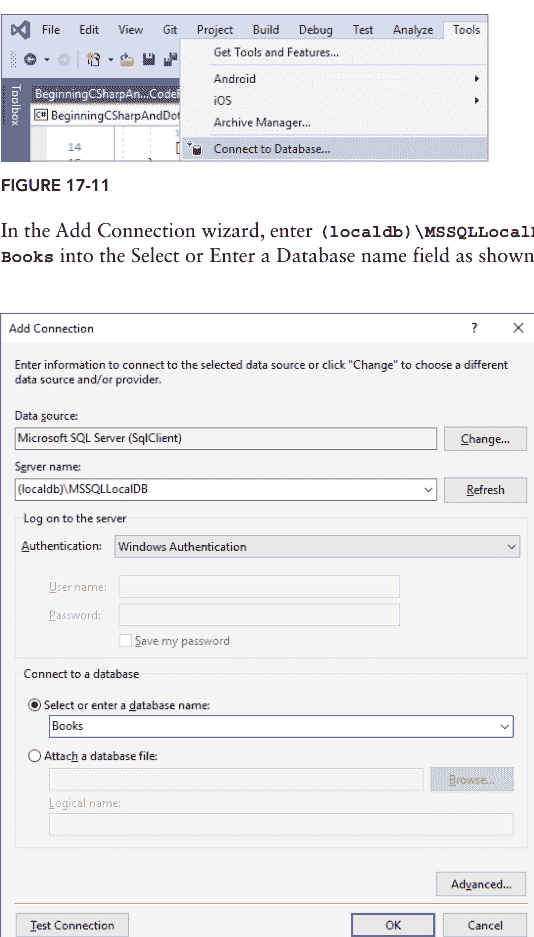 File Edit View Git Project Build Debug Test Analyze Tools
Get Tools and Features...
Toolbox
BeginningCSharpAn...CodeF
Android
C# BeginningCSharpAndDot
iOS
Archive Manager...
14
Connect to Database...
FIGURE 17-11
In the Add Connection wizard, enter (localdb)\MSSQLLocalD
Books into the Select or Enter a Database name field as shown
Add Connection ?
Enter information to connect to the selected data source or click "Change" to choose a different
data source and/or provider.
Data source:
Microsoft SQL Server (SqlClient) Change...
Server name:
(localdb)\MSSQLLocalDB Refresh
Log on to the server
Authentication: Windows Authentication
User name:
Password:
Save my password
Connect to a database
Select or enter a database name:
Books
Attach a database file:
Browse...
Logical name:
Advanced...
Test Connection OK Cancel